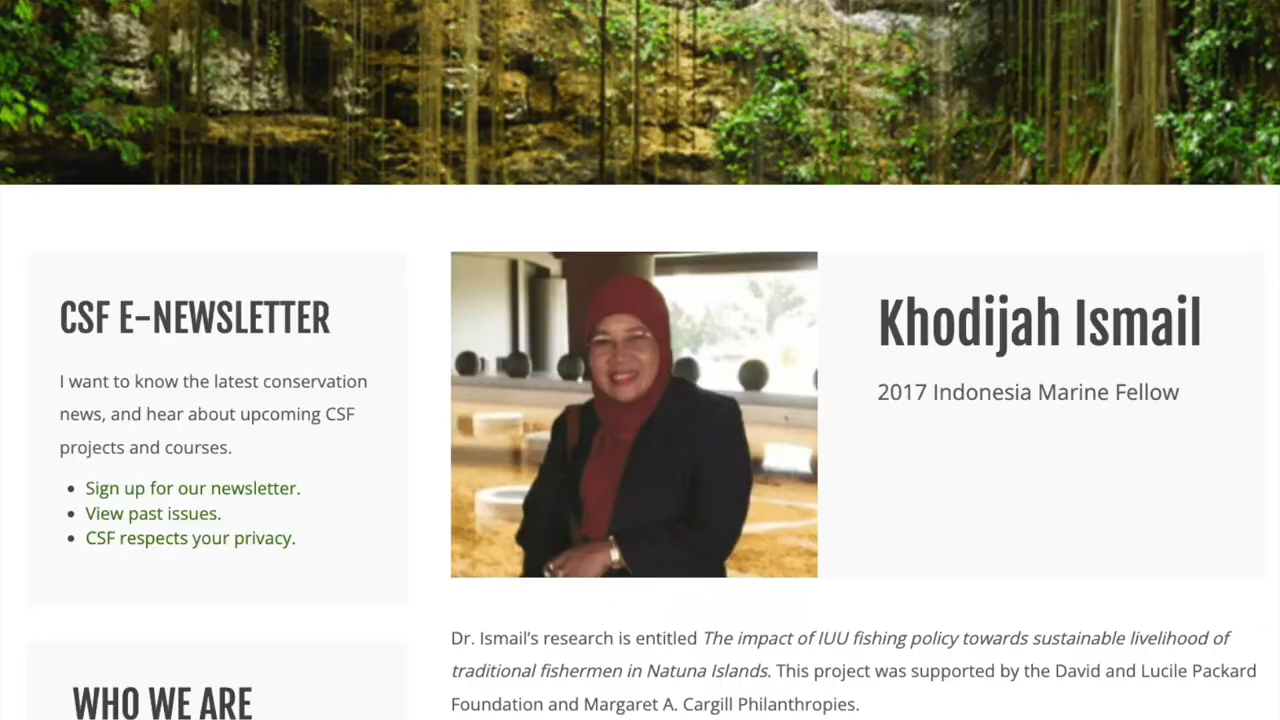 CSF E-NEWSLETTER
I want to know the latest conservation
news, and hear about upcoming CSF
projects and courses.
• Sign up for our newsletter.
• View past issues.
• CSF respects your privacy.
WHO WE ARE
Khodijah Ismail
2017 Indonesia Marine Fellow
Dr. Ismail’s research is entitled The impact of IUU fishing policy towards sustainable livelihood of
traditional fishermen in Natuna Islands. This project was supported by the David and Lucile Packard
Foundation and Margaret A. Cargill Philanthropies.